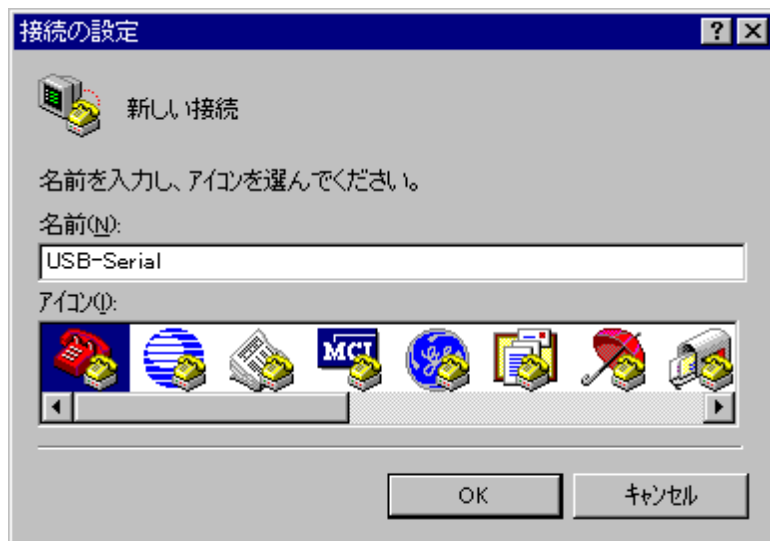 接続の設定
新しい接続
名前を入力し、アイコンを選んでください。
名前(N):
USB-Serial
アイコン(I):
MCI
OK
キャンセル